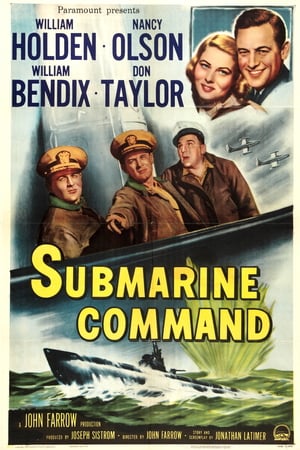 Paramount presents
WILLIAM HOLDEN · NANCY OLSON
WILLIAM BENDIX · DON TAYLOR
SUBMARINE
COMMAND
A JOHN FARROW PRODUCTION
PRODUCED BY JOSEPH SISTROM · DIRECTED BY JOHN FARROW · STORY AND SCREENPLAY BY JONATHAN LATIMER